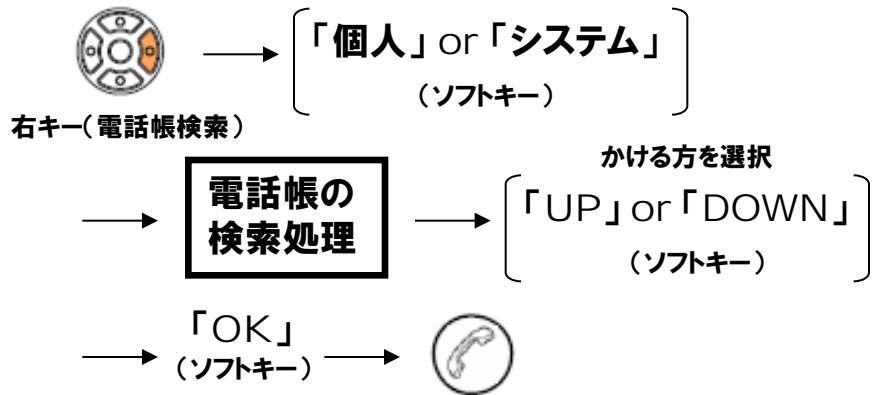 「個人」 or 「システム」
（ソフトキー）
右キー（電話帳検索）
電話帳の
検索処理
かける方を選択
「UP」 or 「DOWN」
（ソフトキー）
「OK」
（ソフトキー）